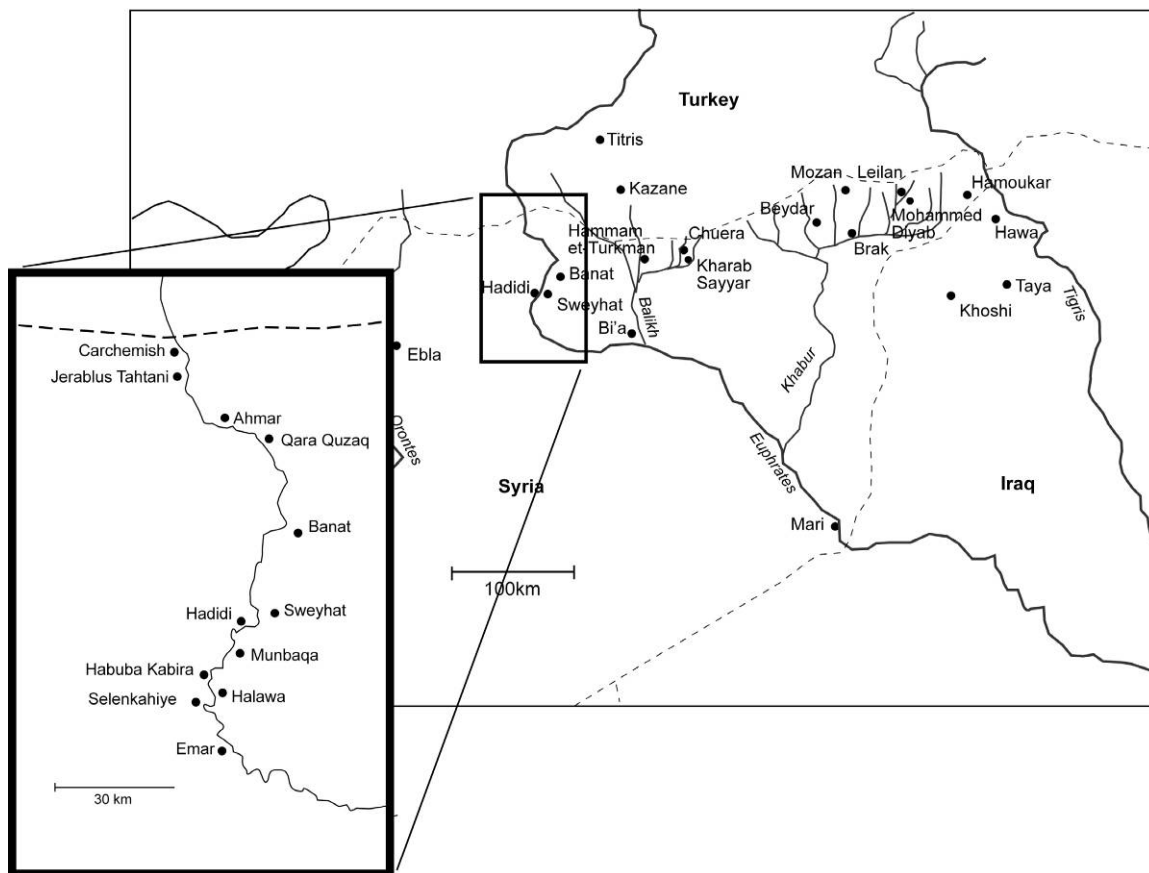 Turkey
Titris
Kazane
Mozan
Leilan
Hamoukar
Beydar
Mohammed
Diyab
Hawa
Brak
Hammam
et-Turkman
Chuera
Kharab
Sayyar
Banat
Hadidi
Sweyhat
Balikh
Bi'a
Taya
Khoshi
Tigris
Khabur
Ebla
Orontes
Syria
Euphrates
Iraq
Mari
100km
Carchemish
Jerablus Tahtani
Ahmar
Qara Quzaq
Banat
Hadidi
Sweyhat
Munbaqa
Habuba Kabira
Halawa
Selenkahiye
Emar
30 km